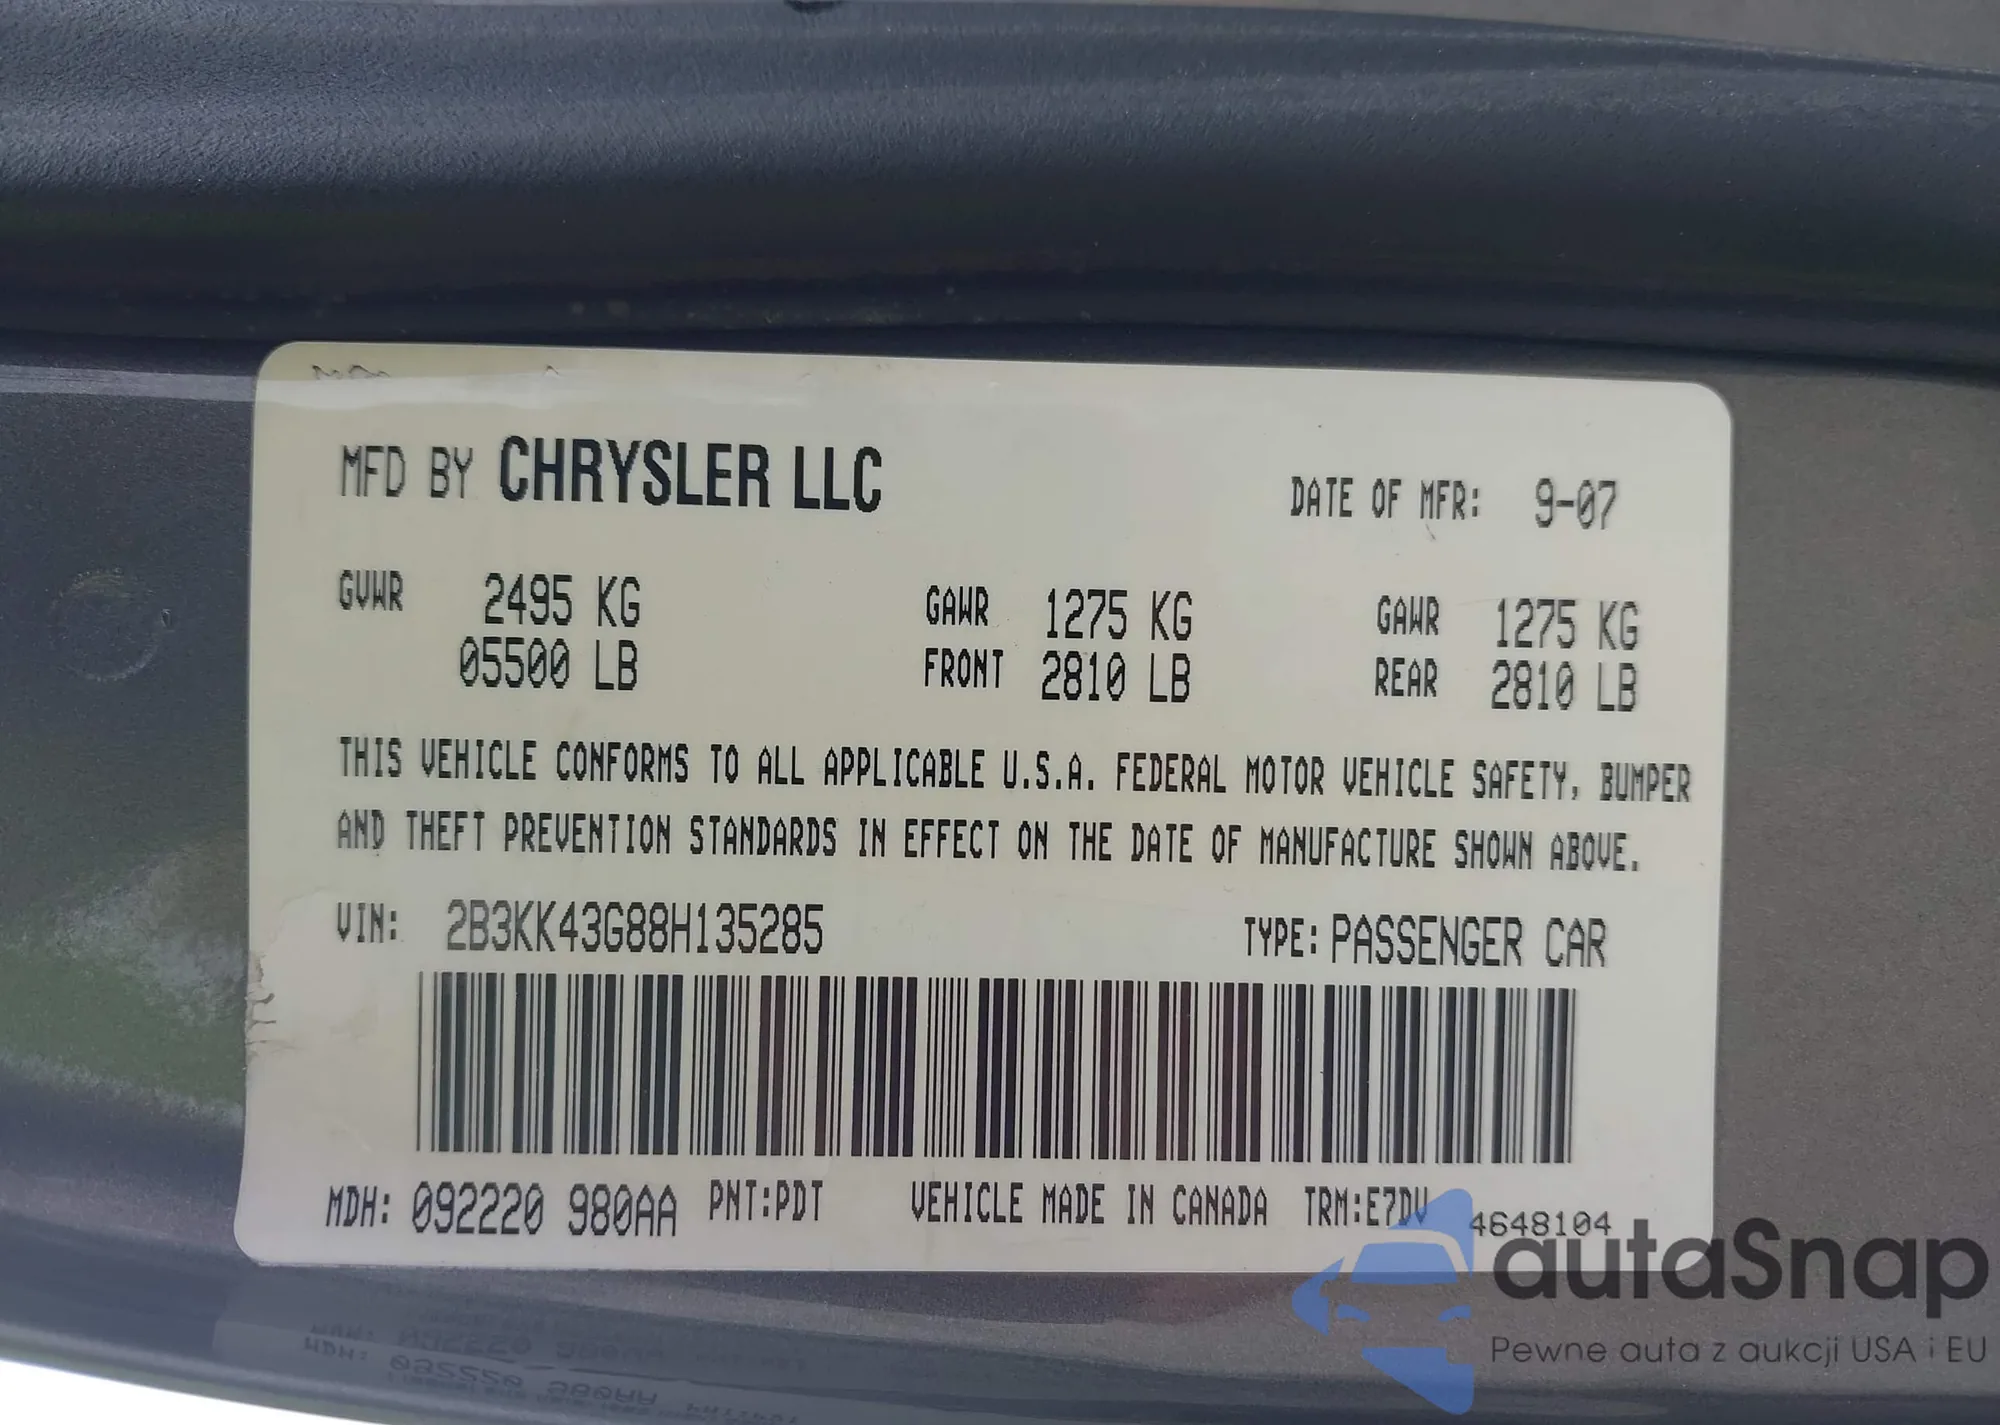 MFD BY CHRYSLER LLC DATE OF MFR: 9-07
GVWR 2495 KG GAWR 1275 KG GAWR 1275 KG
05500 LB FRONT 2810 LB REAR 2810 LB
THIS VEHICLE CONFORMS TO ALL APPLICABLE U.S.A. FEDERAL MOTOR VEHICLE SAFETY, BUMPER
AND THEFT PREVENTION STANDARDS IN EFFECT ON THE DATE OF MANUFACTURE SHOWN ABOVE.
VIN: 2B3KK43G88H135285 TYPE: PASSENGER CAR
MDH: 092220 980AA PNT:PDT VEHICLE MADE IN CANADA TRM:E7DV 4648104
autaSnap
Pewne auta z aukcji USA i EU
MDH: 092220 980AA